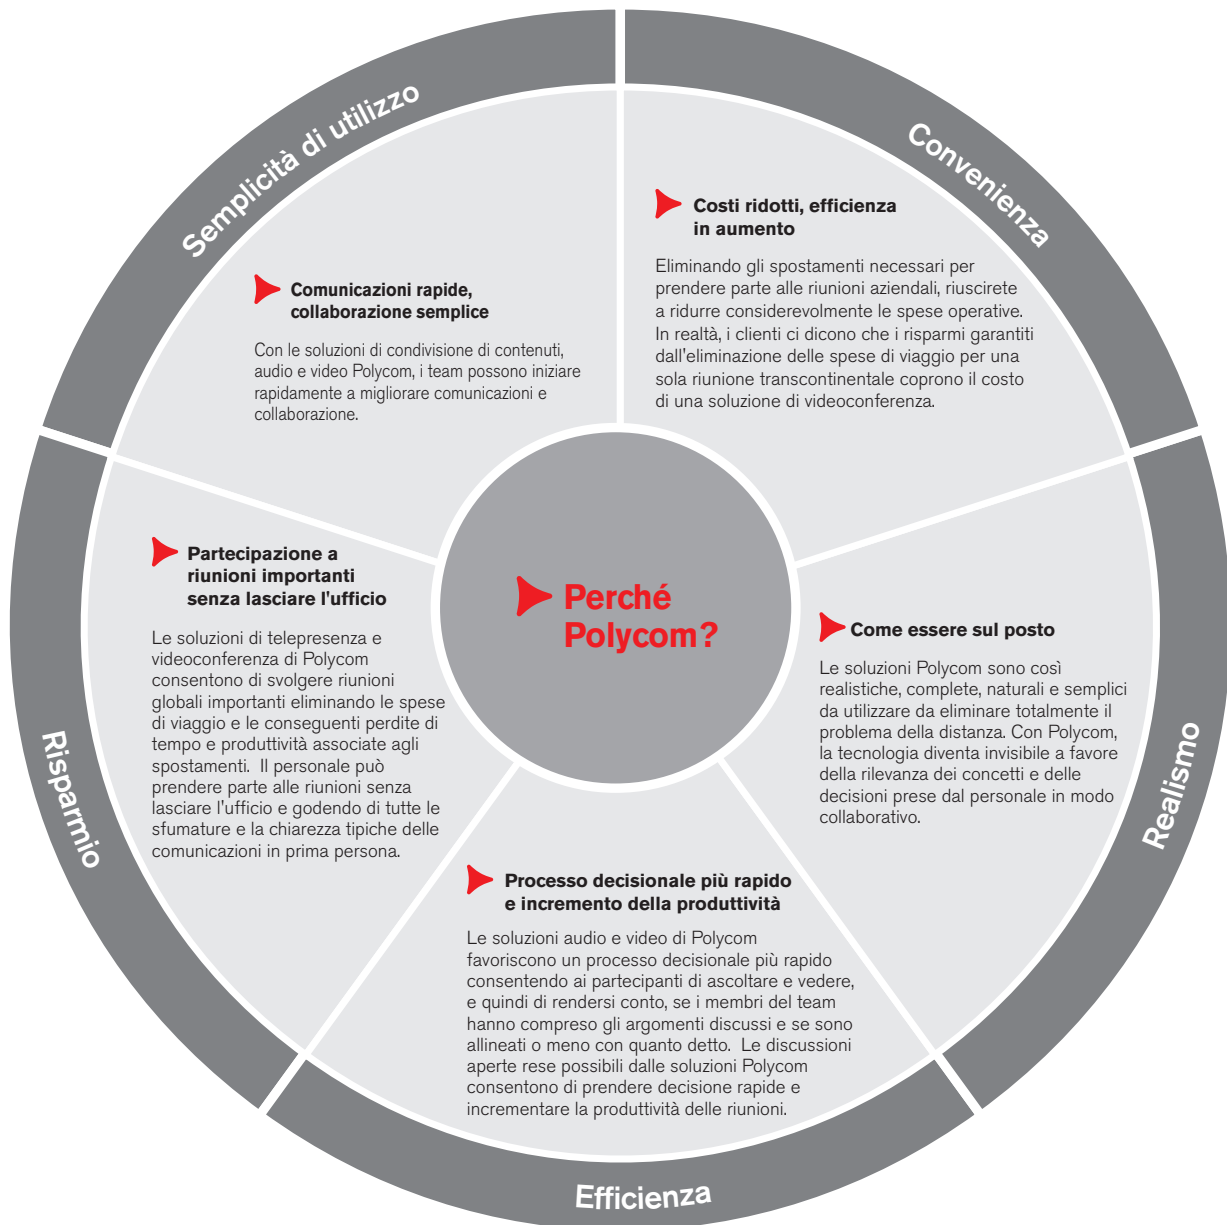 Semplicità di utilizzo
Comunicazioni rapide,
collaborazione semplice
Con le soluzioni di condivisione di contenuti,
audio e video Polycom, i team possono iniziare
rapidamente a migliorare comunicazioni e
collaborazione.
Convenienza
Costi ridotti, efficienza
in aumento
Eliminando gli spostamenti necessari per
prendere parte alle riunioni aziendali, riuscirete
a ridurre considerevolmente le spese operative.
In realtà, i clienti ci dicono che i risparmi garantiti
dall'eliminazione delle spese di viaggio per una
sola riunione transcontinentale coprono il costo
di una soluzione di videoconferenza.
Perché
Polycom?
Risparmio
Partecipazione a
riunioni importanti
senza lasciare l'ufficio
Le soluzioni di telepresenza e
videoconferenza di Polycom
consentono di svolgere riunioni
globali importanti eliminando le spese
di viaggio e le conseguenti perdite di
tempo e produttività associate agli
spostamenti.  Il personale può
prendere parte alle riunioni senza
lasciare l'ufficio e godendo di tutte le
sfumature e la chiarezza tipiche delle
comunicazioni in prima persona.
Realismo
Come essere sul posto
Le soluzioni Polycom sono così
realistiche, complete, naturali e semplici
da utilizzare da eliminare totalmente il
problema della distanza. Con Polycom,
la tecnologia diventa invisibile a favore
della rilevanza dei concetti e delle
decisioni prese dal personale in modo
collaborativo.
Processo decisionale più rapido
e incremento della produttività
Le soluzioni audio e video di Polycom
favoriscono un processo decisionale più rapido
consentendo ai partecipanti di ascoltare e vedere,
e quindi di rendersi conto, se i membri del team
hanno compreso gli argomenti discussi e se sono
allineati o meno con quanto detto.  Le discussioni
aperte rese possibili dalle soluzioni Polycom
consentono di prendere decisione rapide e
incrementare la produttività delle riunioni.
Efficienza